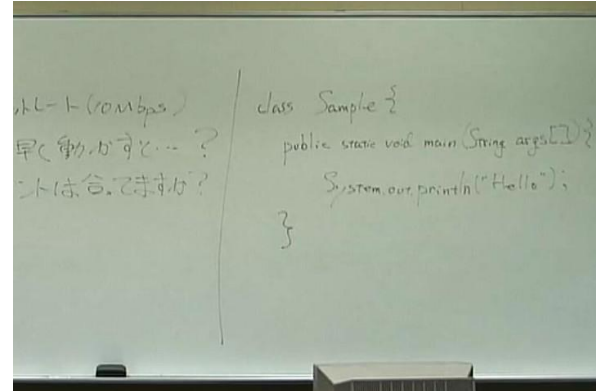 トレート(10Mbps)
早く動かすと…?
ントは合ってますか?
class Sample {
public static void main(String args[]){
System.out.println("Hello");
}